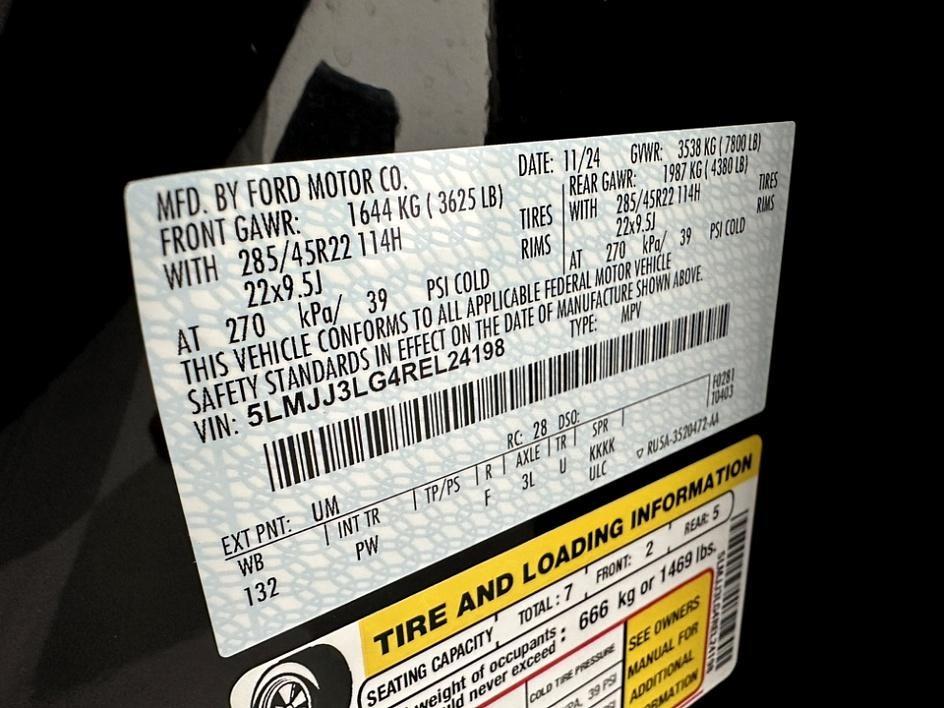 MFD. BY FORD MOTOR CO.
DATE: 11/24 GVWR: 3538 KG ( 7800 LB)
FRONT GAWR: 1644 KG ( 3625 LB)
REAR GAWR: 1987 KG ( 4380 LB)
WITH 285/45R22 114H TIRES
WITH 285/45R22 114H TIRES
22x9.5J RIMS
22x9.5J RIMS
AT 270 kPa/ 39 PSI COLD
AT 270 kPa/ 39 PSI COLD
THIS VEHICLE CONFORMS TO ALL APPLICABLE FEDERAL MOTOR VEHICLE
SAFETY STANDARDS IN EFFECT ON THE DATE OF MANUFACTURE SHOWN ABOVE.
VIN: 5LMJJ3LG4REL24198 TYPE: MPV
F0281
T0403
EXT PNT: UM RC: 28 DSO:
WB INT TR TP/PS R AXLE TR SPR
132 PW F 3L U KKKK
ULC ▽ RU5A-3520472-AA
TIRE AND LOADING INFORMATION
SEATING CAPACITY TOTAL : 7 FRONT: 2 REAR: 5
weight of occupants
never exceed : 666 kg or 1469 lbs.
COLD TIRE PRESSURE
39 PSI
SEE OWNERS
MANUAL FOR
ADDITIONAL